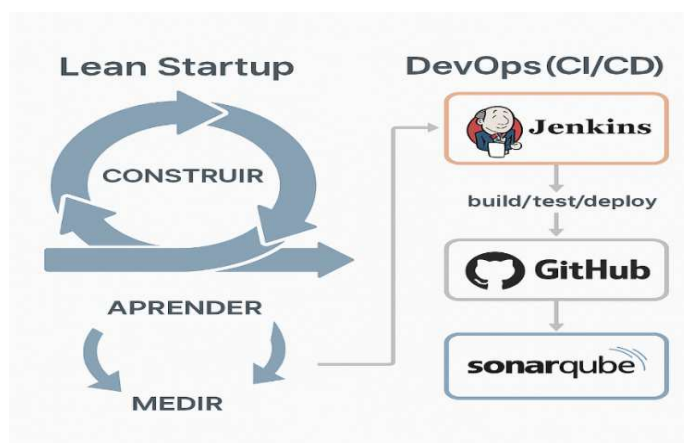 Lean Startup
CONSTRUIR
APRENDER
MEDIR
DevOps (CI/CD)
Jenkins
build/test/deploy
GitHub
sonarqube